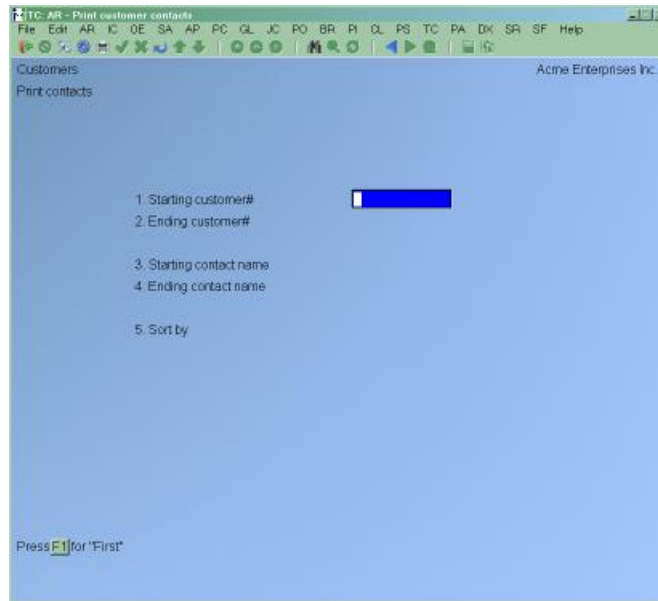 TC: AR - Print customer contacts
File Edit AR IC OE SA AP PC GL JC PO BR PI CL PS TC PA DX SR SF Help
Customers Acme Enterprises Inc.
Print contacts
1. Starting customer#
2. Ending customer#
3. Starting contact name
4. Ending contact name
5. Sort by
Press F1 for "First"